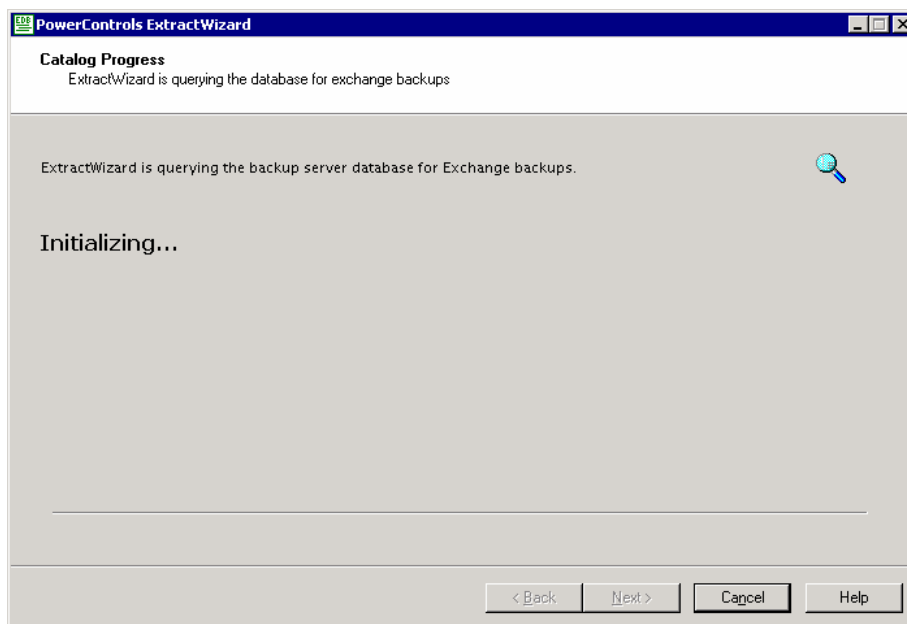 EDB PowerControls ExtractWizard
Catalog Progress
ExtractWizard is querying the database for exchange backups
ExtractWizard is querying the backup server database for Exchange backups.
Initializing...
< Back Next > Cancel Help